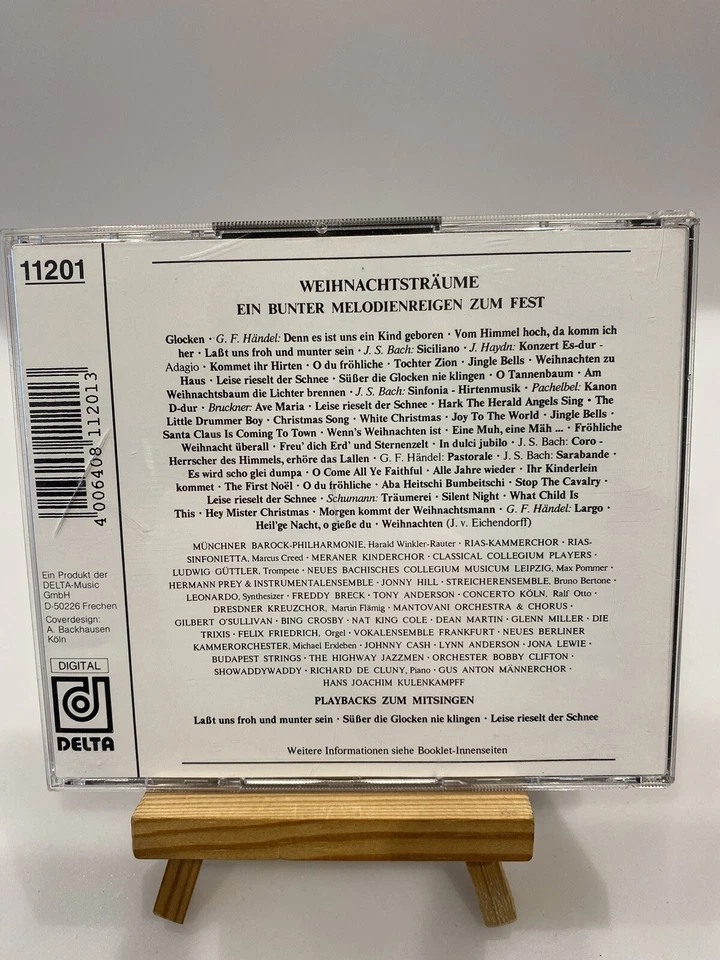 11201
WEIHNACHTSTRÄUME
EIN BUNTER MELODIENREIGEN ZUM FEST
Glocken · G. F. Händel: Denn es ist uns ein Kind geboren · Vom Himmel hoch, da komm ich
her · Laßt uns froh und munter sein · J. S. Bach: Siciliano · J. Haydn: Konzert Es-dur -
Adagio · Kommet ihr Hirten · O du fröhliche · Tochter Zion · Jingle Bells · Weihnachten zu
Haus · Leise rieselt der Schnee · Süßer die Glocken nie klingen · O Tannenbaum · Am
Weihnachtsbaum die Lichter brennen · J. S. Bach: Sinfonia - Hirtenmusik · Pachelbel: Kanon
D-dur · Bruckner: Ave Maria · Leise rieselt der Schnee · Hark The Herald Angels Sing · The
Little Drummer Boy · Christmas Song · White Christmas · Joy To The World · Jingle Bells ·
Santa Claus Is Coming To Town · Wenn's Weihnachten ist · Eine Muh, eine Mäh ... · Fröhliche
Weihnacht überall · Freu' dich Erd' und Sternenzelt · In dulci jubilo · J. S. Bach: Coro -
Herrscher des Himmels, erhöre das Lallen · G. F. Händel: Pastorale · J. S. Bach: Sarabande ·
Es wird scho glei dumpa · O Come All Ye Faithful · Alle Jahre wieder · Ihr Kinderlein
kommet · The First Noël · O du fröhliche · Aba Heitschi Bumbeitschi · Stop The Cavalry ·
Leise rieselt der Schnee · Schumann: Träumerei · Silent Night · What Child Is
This · Hey Mister Christmas · Morgen kommt der Weihnachtsmann · G. F. Händel: Largo ·
Heil'ge Nacht, o gieße du · Weihnachten (J. v. Eichendorff)
MÜNCHNER BAROCK-PHILHARMONIE, Harald Winkler-Rauter · RIAS-KAMMERCHOR · RIAS-
SINFONIETTA, Marcus Creed · MERANER KINDERCHOR · CLASSICAL COLLEGIUM PLAYERS ·
LUDWIG GÜTTLER, Trompete · NEUES BACHISCHES COLLEGIUM MUSICUM LEIPZIG, Max Pommer ·
HERMANN PREY & INSTRUMENTALENSEMBLE · JONNY HILL · STREICHERENSEMBLE, Bruno Bertone ·
LEONARDO, Synthesizer · FREDDY BRECK · TONY ANDERSON · CONCERTO KÖLN, Ralf Otto ·
DRESDNER KREUZCHOR, Martin Flämig · MANTOVANI ORCHESTRA & CHORUS ·
GILBERT O'SULLIVAN · BING CROSBY · NAT KING COLE · DEAN MARTIN · GLENN MILLER · DIE
TRIXIS · FELIX FRIEDRICH, Orgel · VOKALENSEMBLE FRANKFURT · NEUES BERLINER
KAMMERORCHESTER, Michael Erxleben · JOHNNY CASH · LYNN ANDERSON · JONA LEWIE ·
BUDAPEST STRINGS · THE HIGHWAY JAZZMEN · ORCHESTER BOBBY CLIFTON ·
SHOWADDYWADDY · RICHARD DE CLUNY, Piano · GUS ANTON MÄNNERCHOR ·
HANS JOACHIM KULENKAMPFF
PLAYBACKS ZUM MITSINGEN
Laßt uns froh und munter sein · Süßer die Glocken nie klingen · Leise rieselt der Schnee
Weitere Informationen siehe Booklet-Innenseiten
4 006408 112013
Ein Produkt der
DELTA-Music
GmbH
D-50226 Frechen
Coverdesign:
A. Backhausen
Köln
DIGITAL
DELTA